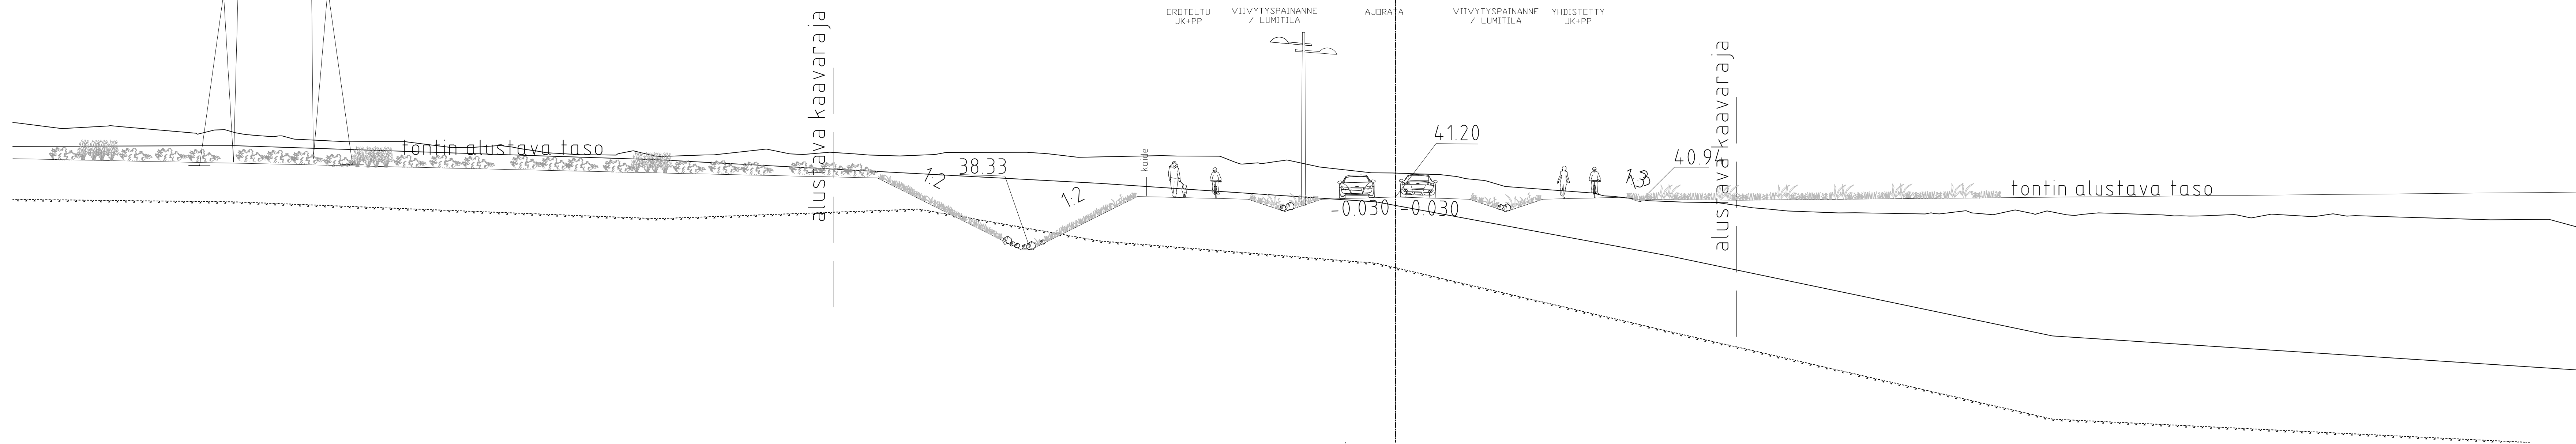 EROTELTU
JK+PP
VIIVYTYSPAINANNE
/ LUMITILA
AJORATA
VIIVYTYSPAINANNE
/ LUMITILA
YHDISTETTY
JK+PP
alustava kaavaraja
alustava kaavaraja
tontin alustava taso
1:2
38.33
1:2
kaide
41.20
-0.030
-0.030
40.94
1:3
tontin alustava taso